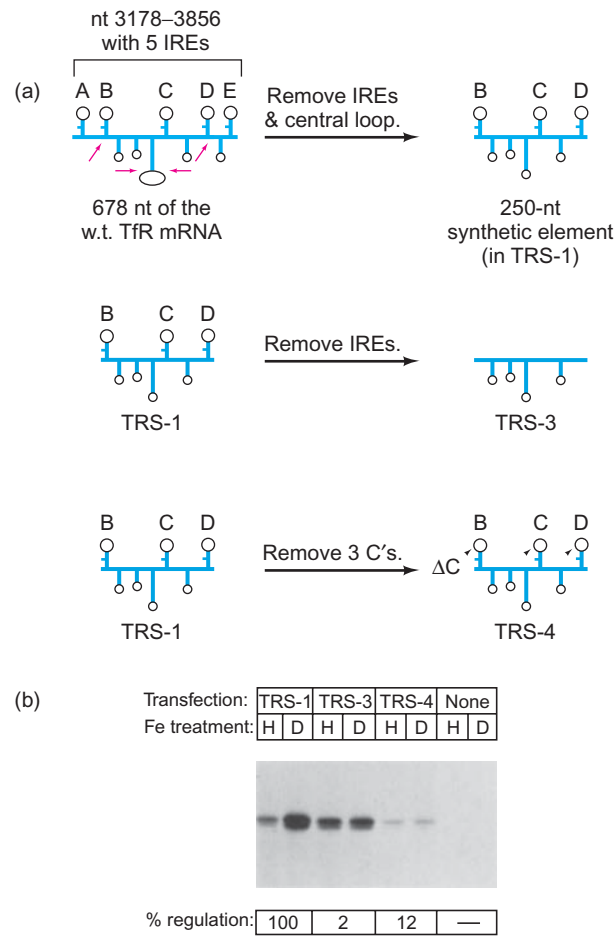 nt 3178–3856
with 5 IREs
(a)
A B C D E
Remove IREs
& central loop.
B C D
678 nt of the
w.t. TfR mRNA
250-nt
synthetic element
(in TRS-1)
B C D
Remove IREs.
TRS-1
TRS-3
B C D
Remove 3 C′s.
B C D
ΔC
TRS-1
TRS-4
(b)
Transfection: TRS-1 TRS-3 TRS-4 None
Fe treatment: H D H D H D H D
% regulation: 100 2 12 —